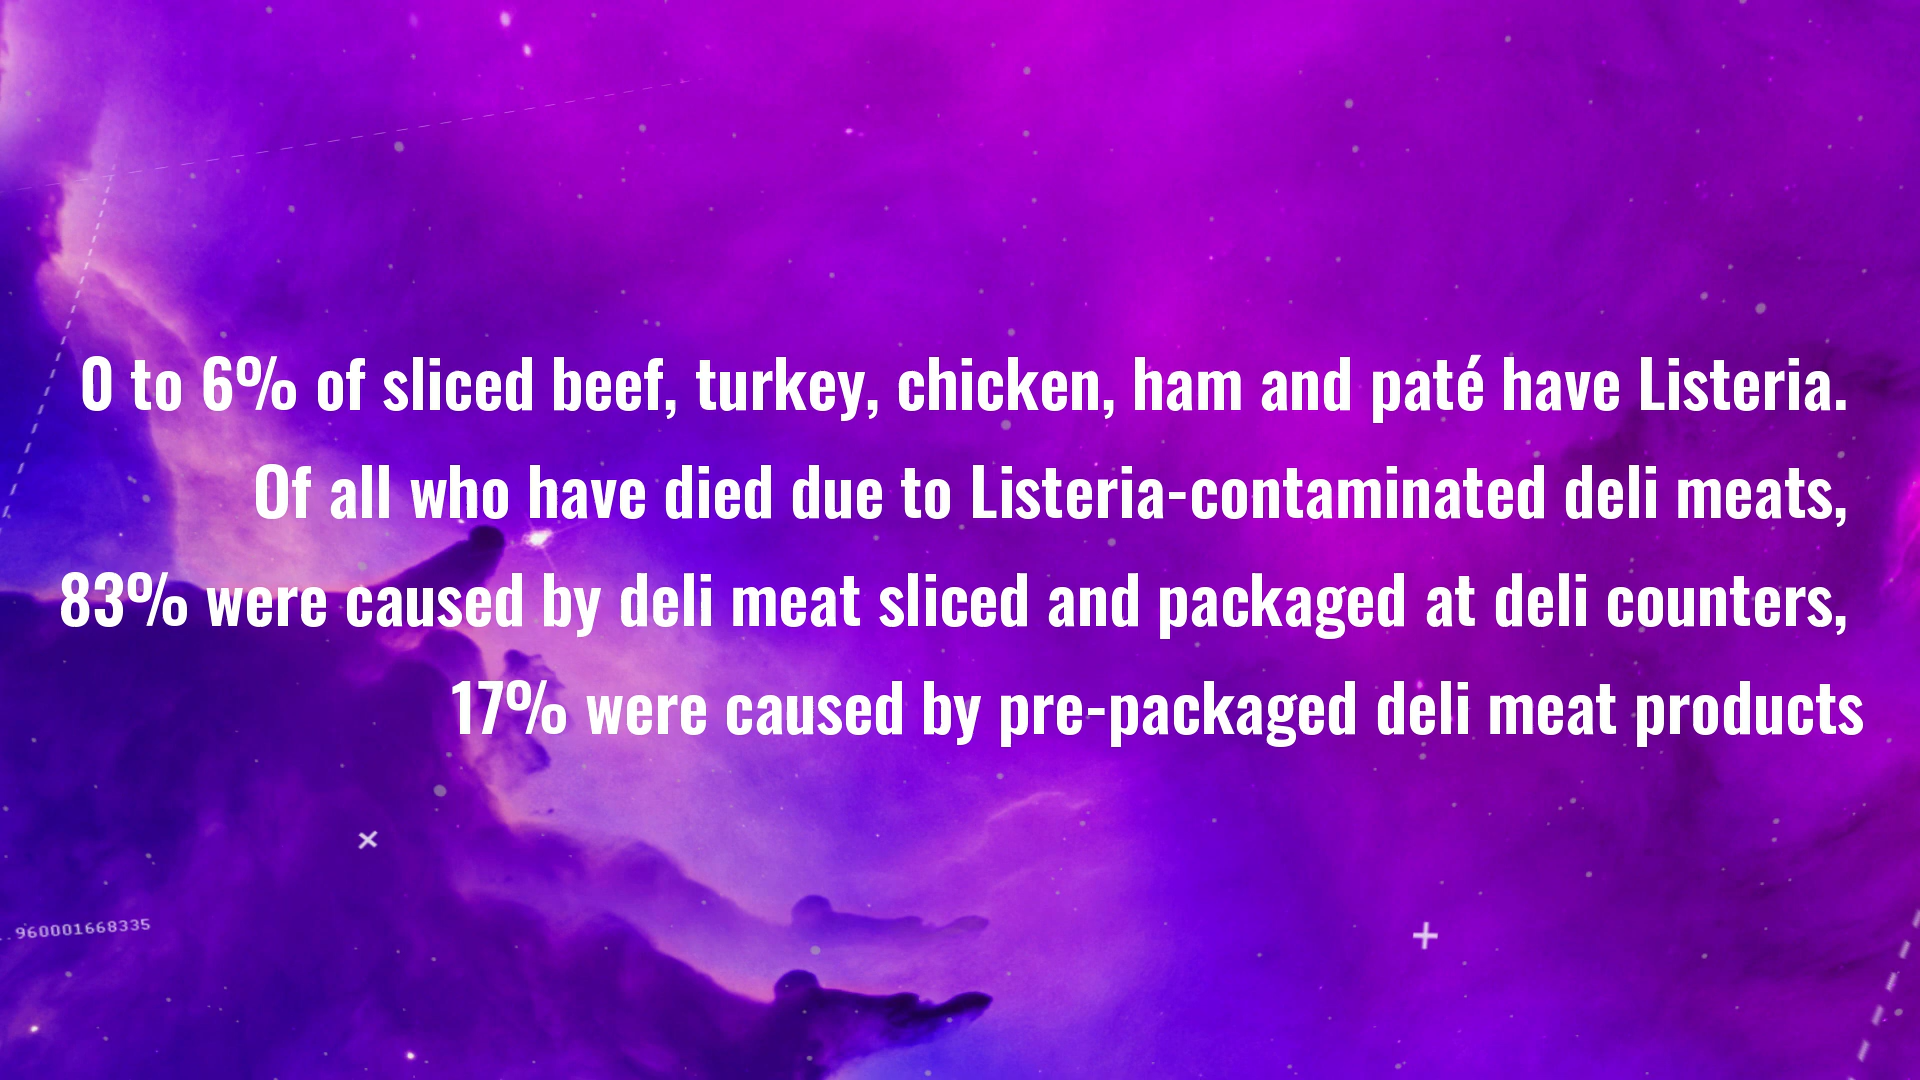 0 to 6% of sliced beef, turkey, chicken, ham and paté have Listeria.
Of all who have died due to Listeria-contaminated deli meats,
83% were caused by deli meat sliced and packaged at deli counters,
17% were caused by pre-packaged deli meat products
960001668335